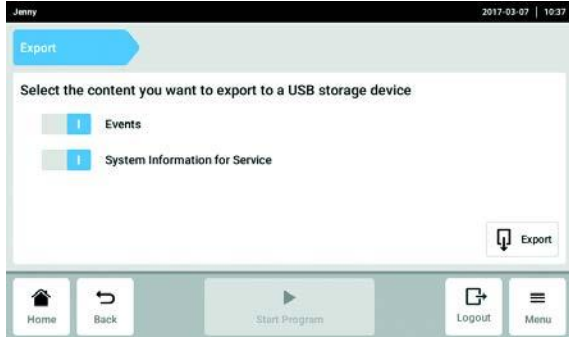 Jenny 2017-03-07 | 10:37
Export
Select the content you want to export to a USB storage device
Events
System Information for Service
Export
Home Back Start Program Logout Menu